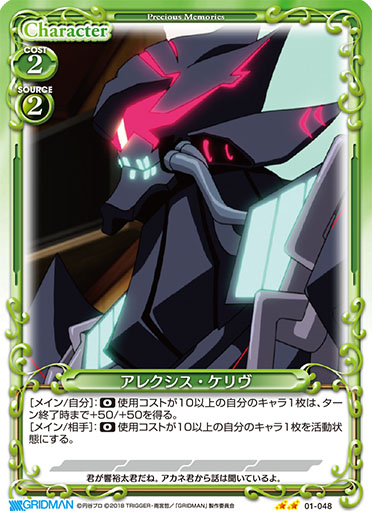 Precious Memories
Character
COST
2
SOURCE
2
アレクシス・ケリヴ
[メイン/自分]:使用コストが10以上の自分のキャラ1枚は、ターン
ン終了時まで+50/+50を得る。
[メイン/相手]:使用コストが10以上の自分のキャラ1枚を活動状
態にする。
君が響裕太君だね。アカネ君から話は聞いているよ。
GRIDMAN
©円谷プロ ©2018 TRIGGER・雨宮哲/「GRIDMAN」製作委員会
01-048